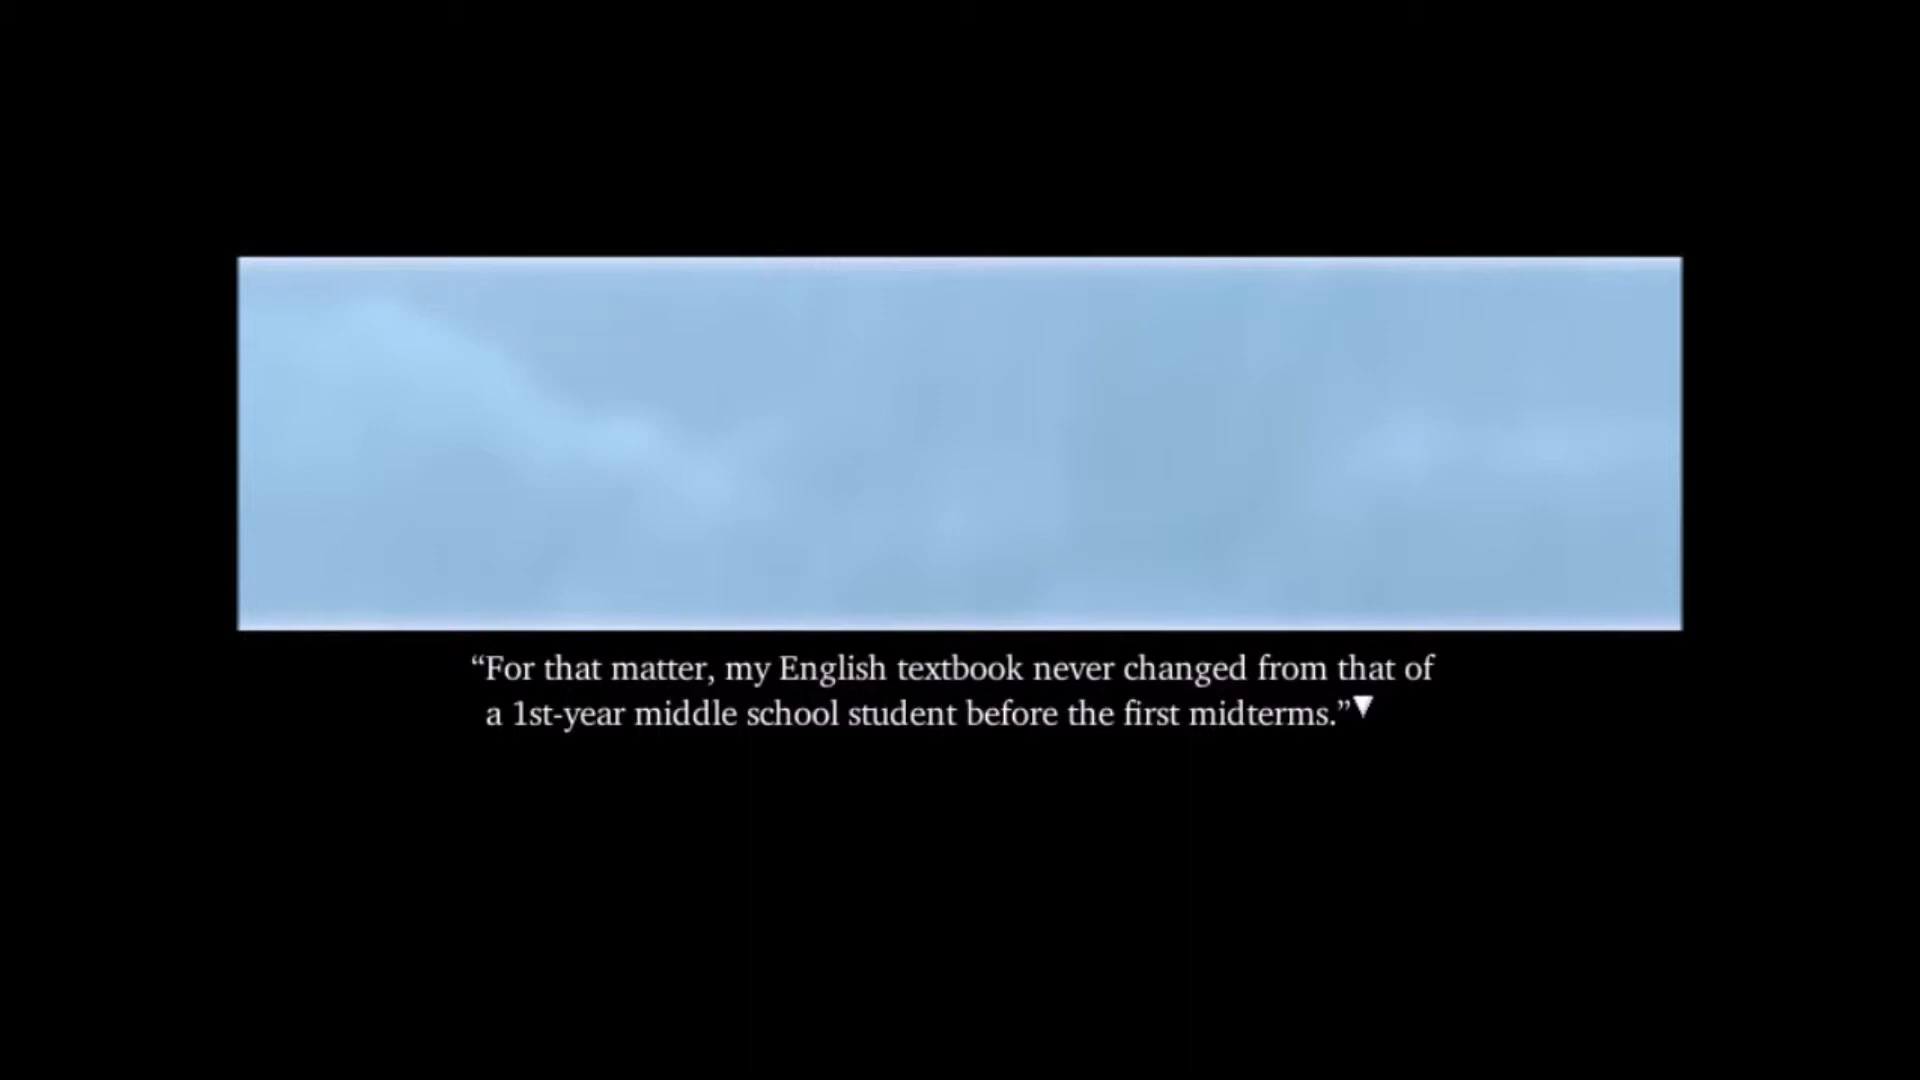 “For that matter, my English textbook never changed from that of
a 1st-year middle school student before the first midterms.”